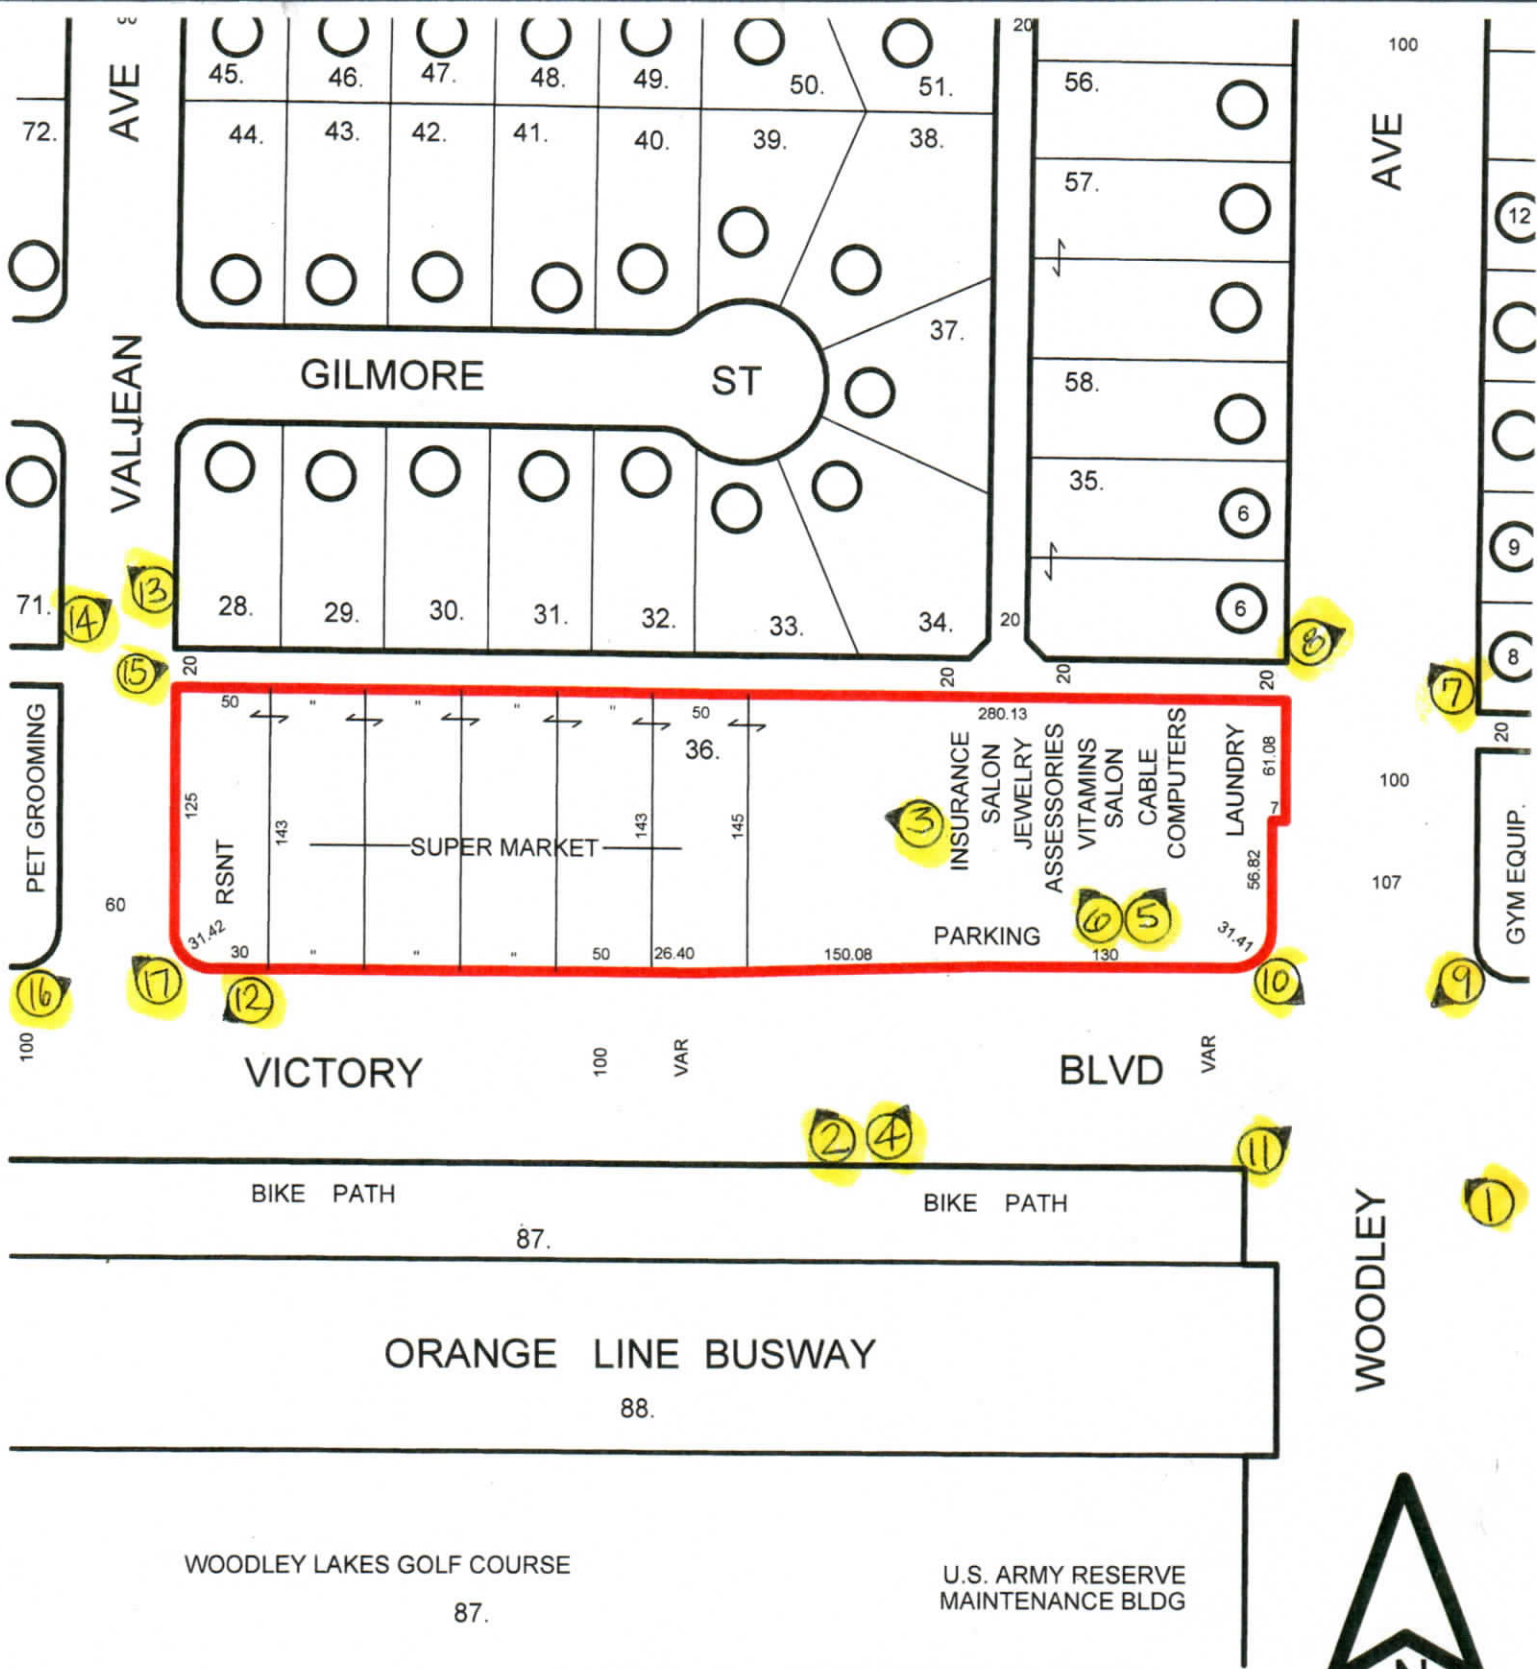 20
100
AVE
AVE
45.
46.
47.
48.
49.
50.
51.
56.
72.
44.
43.
42.
41.
40.
39.
38.
57.
12
37.
GILMORE
ST
58.
VALJEAN
35.
6
9
13
14
71.
28.
29.
30.
31.
32.
33.
34.
20
6
8
8
15
20
20
20
20
7
20
PET GROOMING
50
"
"
"
"
50
36.
280.13
INSURANCE
SALON
JEWELRY
ASSESSORIES
VITAMINS
SALON
CABLE
COMPUTERS
LAUNDRY
61.08
7
100
125
143
143
145
3
SUPER MARKET
RSNT
56.82
107
GYM EQUIP.
60
31.42
PARKING
6
5
31.41
30
"
"
"
50
26.40
150.08
130
16
17
12
10
9
100
VICTORY
100
VAR
BLVD
VAR
2
4
11
1
BIKE PATH
BIKE PATH
87.
WOODLEY
ORANGE LINE BUSWAY
88.
WOODLEY LAKES GOLF COURSE
87.
U.S. ARMY RESERVE
MAINTENANCE BLDG
N